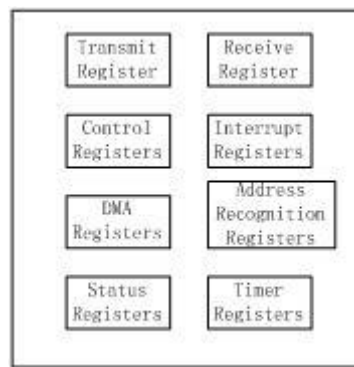 Transmit
Register
Receive
Register
Control
Registers
Interrupt
Registers
DMA
Registers
Address
Recognition
Registers
Status
Registers
Timer
Registers